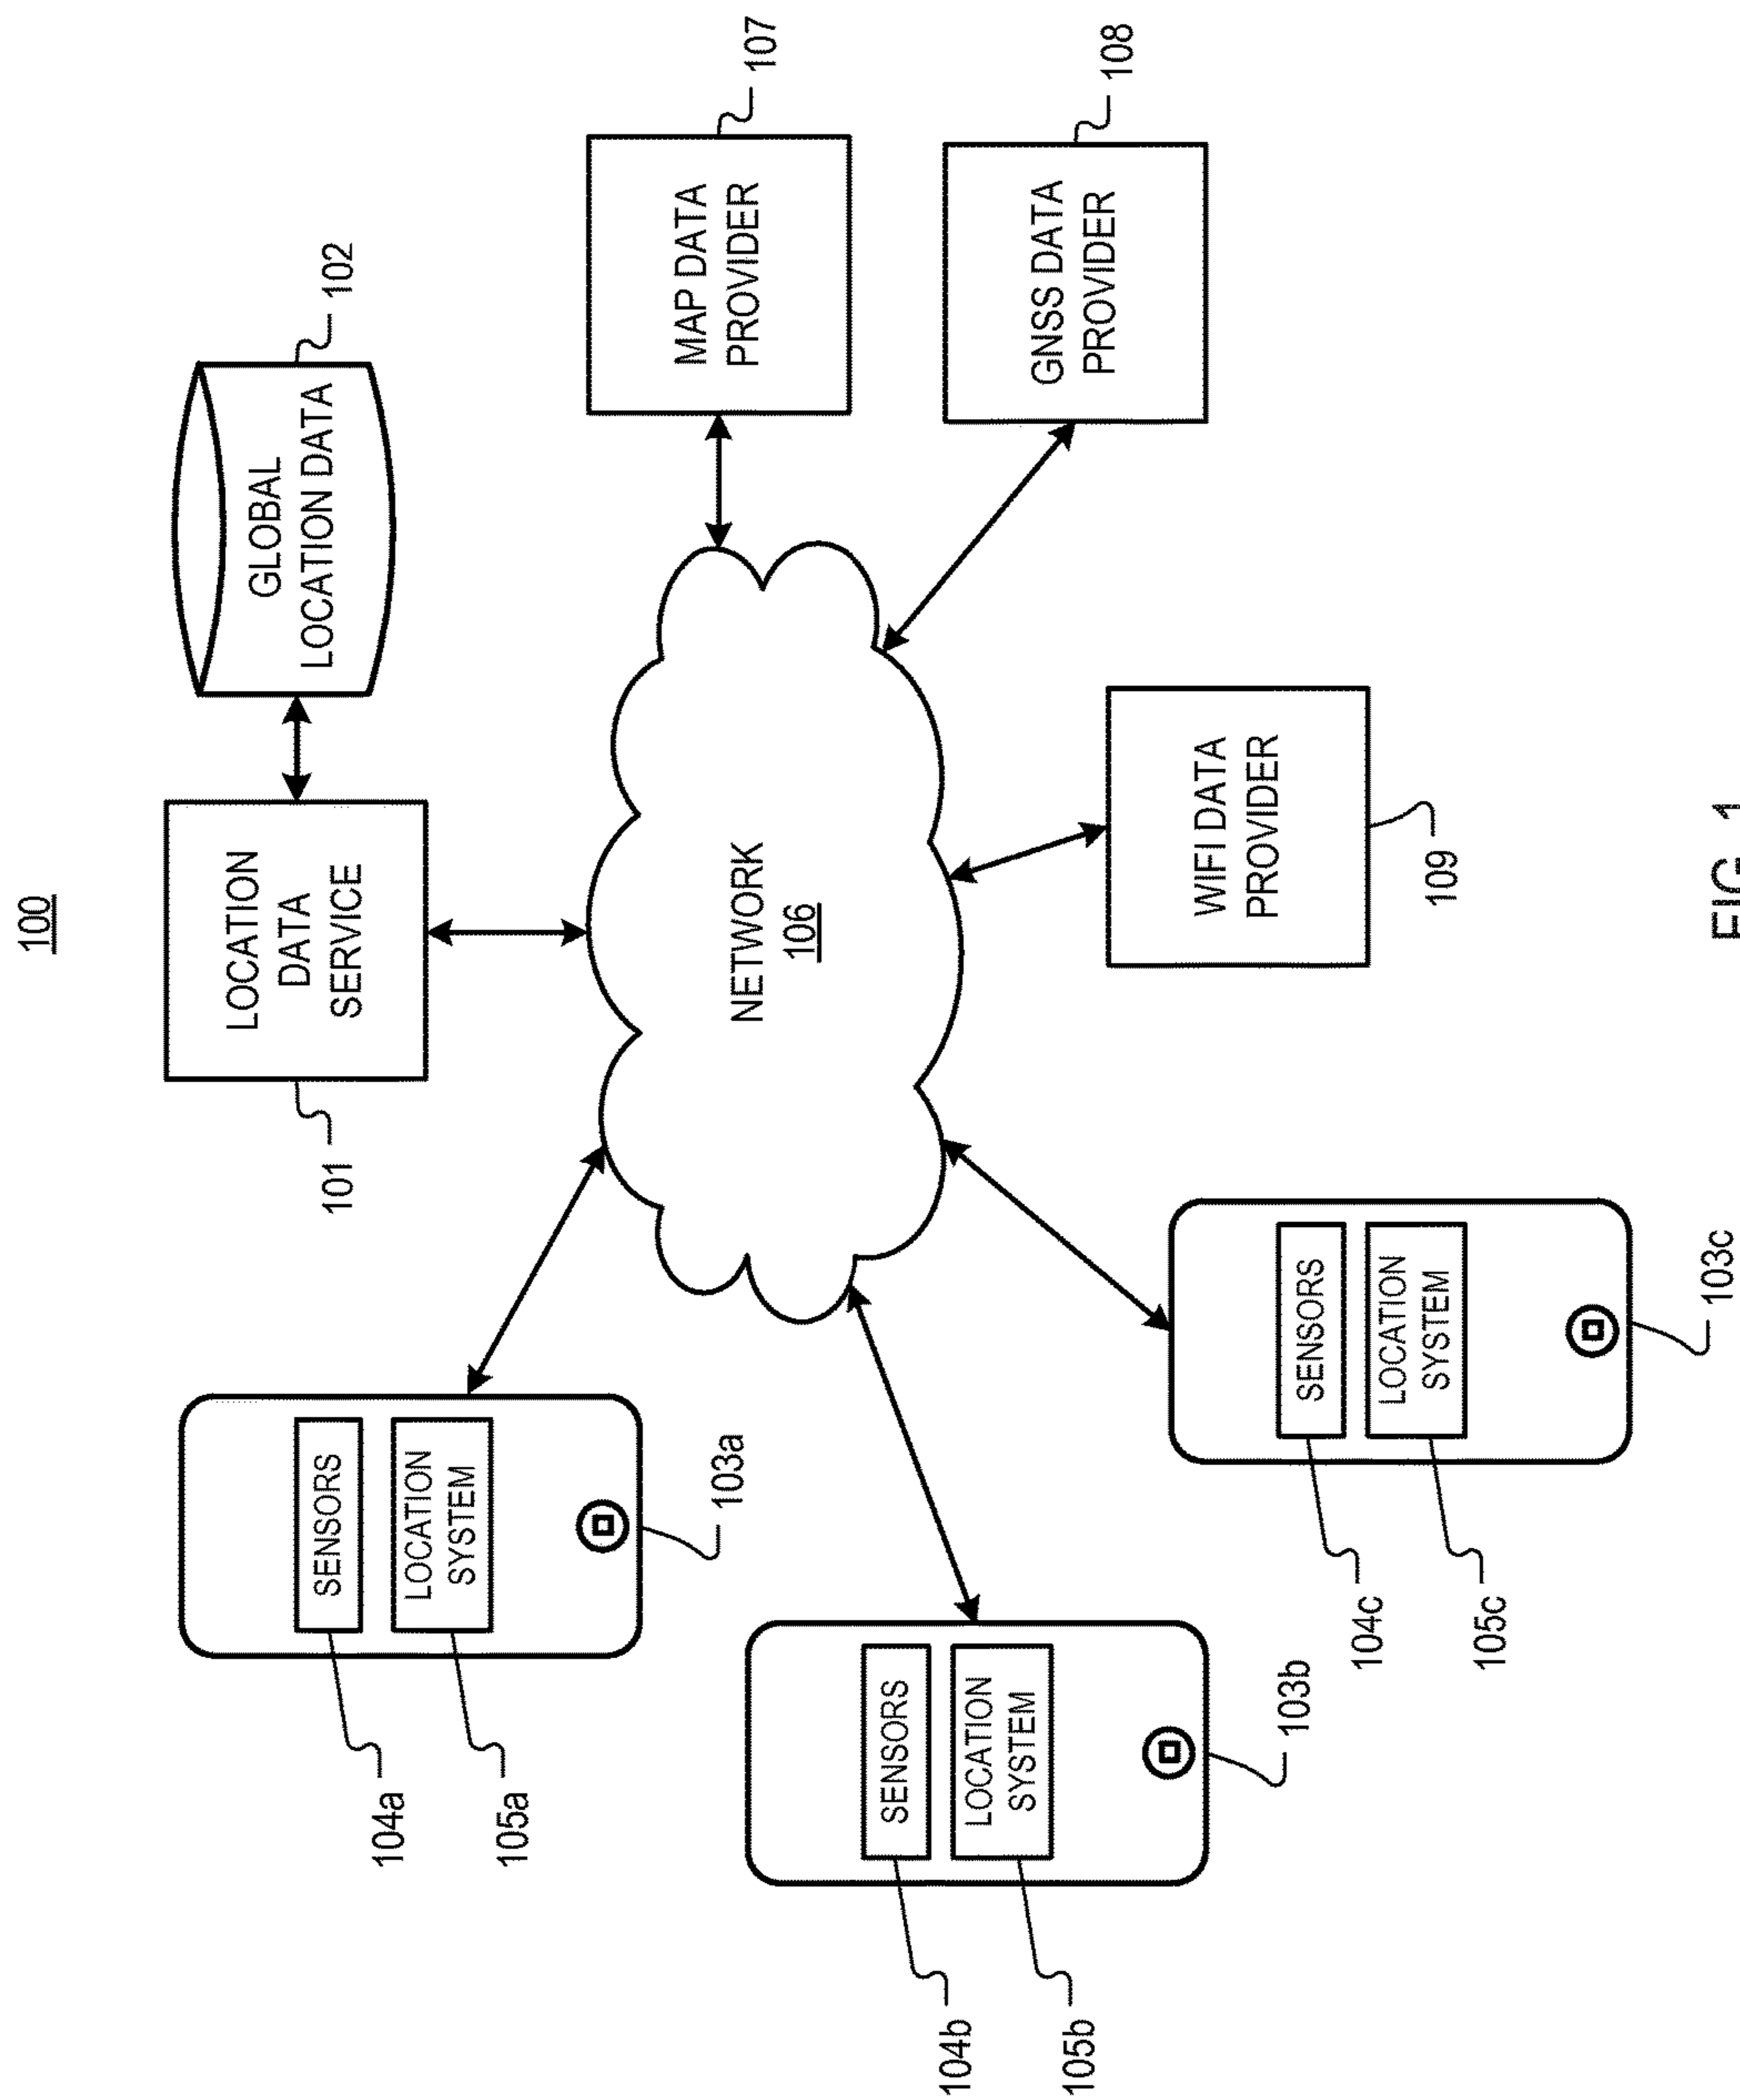 100
101
LOCATION
DATA
SERVICE
GLOBAL
LOCATION DATA
102
103a
SENSORS
LOCATION
SYSTEM
104a
105a
NETWORK
106
MAP DATA
PROVIDER
107
GNSS DATA
PROVIDER
108
SENSORS
LOCATION
SYSTEM
103b
104b
105b
SENSORS
LOCATION
SYSTEM
103c
104c
105c
WIFI DATA
PROVIDER
109
FIG. 1